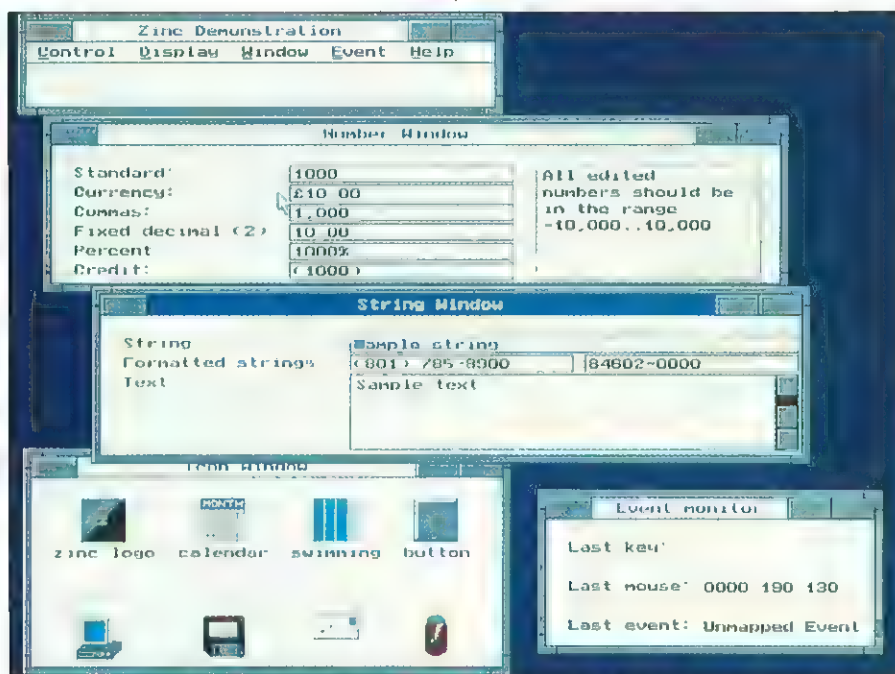 Zinc Demonstration
Control Display Window Event Help
Number Window
Standard: 1000
Currency: £10.00
Commas: 1,000
Fixed decimal (2) 10.00
Percent 1000%
Credit: (1000)
All edited
numbers should be
in the range
-10,000..10,000
String Window
String Sample string
Formatted strings (801) 785-8900 84602-0000
Text Sample text
Icon Window
MONTH
zinc logo calendar swimming button
Event monitor
Last key:
Last mouse: 0000 190 130
Last event: Unmapped Event